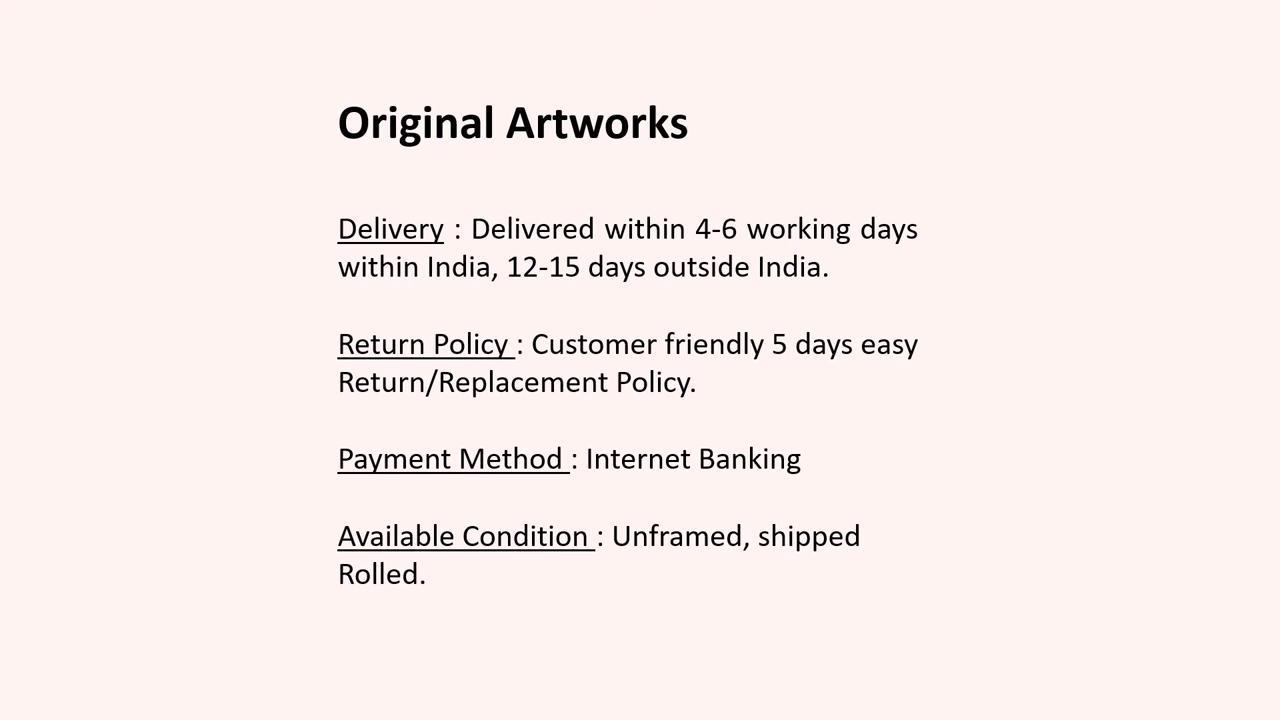 Original Artworks
Delivery : Delivered within 4-6 working days
within India, 12-15 days outside India.
Return Policy : Customer friendly 5 days easy
Return/Replacement Policy.
Payment Method : Internet Banking
Available Condition : Unframed, shipped
Rolled.